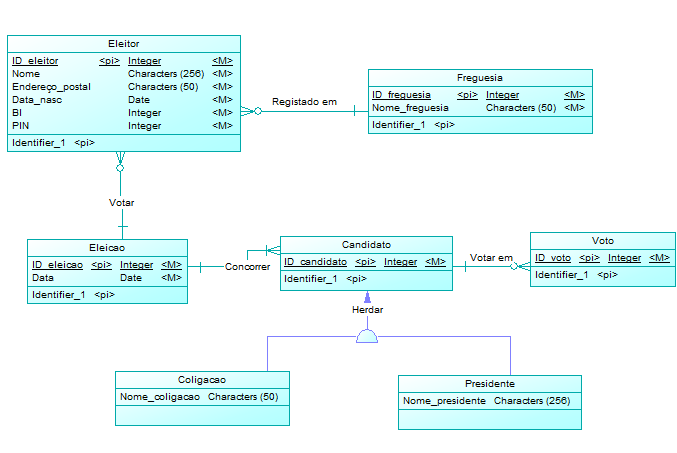 Eleitor
ID_eleitor <pi> Integer <M>
Nome Characters (256) <M>
Endereço_postal Characters (50) <M>
Data_nasc Date <M>
BI Integer <M>
PIN Integer <M>
Identifier_1 <pi>
Registado em
Freguesia
ID_freguesia <pi> Integer <M>
Nome_freguesia Characters (50) <M>
Identifier_1 <pi>
Votar
Eleicao
ID_eleicao <pi> Integer <M>
Data Date <M>
Identifier_1 <pi>
Concorrer
Candidato
ID_candidato <pi> Integer <M>
Identifier_1 <pi>
Votar em
Voto
ID_voto <pi> Integer <M>
Identifier_1 <pi>
Herdar
Coligacao
Nome_coligacao Characters (50)
Presidente
Nome_presidente Characters (256)